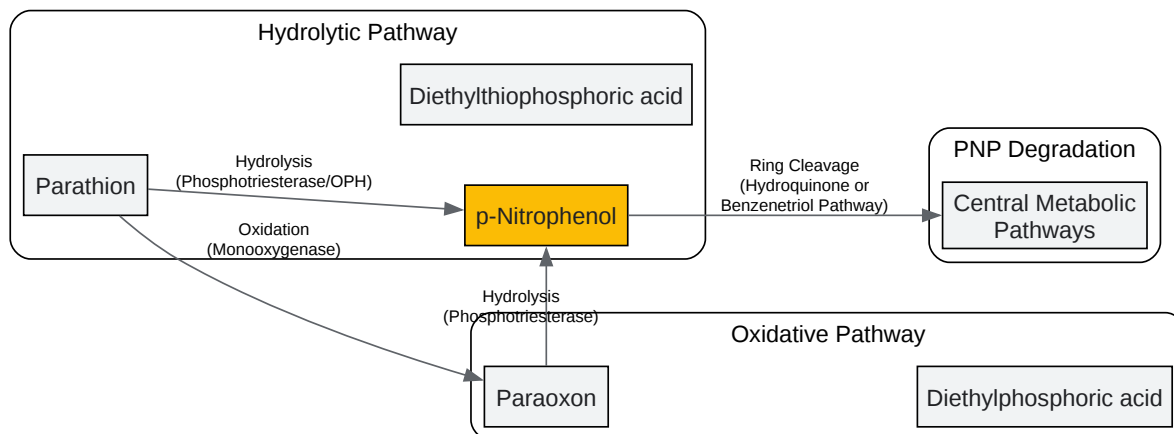 Hydrolytic Pathway
Diethylthiophosphoric acid
Parathion
Hydrolysis
(Phosphotriesterase/OPH)
p-Nitrophenol
Oxidation
(Monooxygenase)
Ring Cleavage
(Hydroquinone or
Benzenetriol Pathway)
PNP Degradation
Central Metabolic
Pathways
Hydrolysis
(Phosphotriesterase)
Oxidative Pathway
Paraoxon
Diethylphosphoric acid